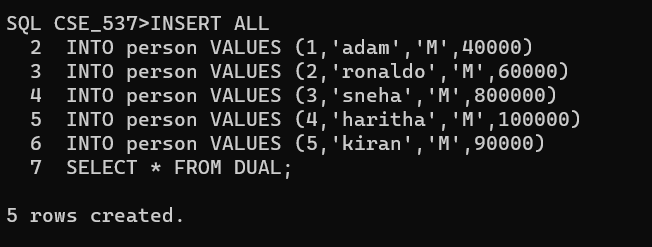 SQL CSE_537>INSERT ALL
2 INTO person VALUES (1,'adam','M',40000)
3 INTO person VALUES (2,'ronaldo','M',60000)
4 INTO person VALUES (3,'sneha','M',800000)
5 INTO person VALUES (4,'haritha','M',100000)
6 INTO person VALUES (5,'kiran','M',90000)
7 SELECT * FROM DUAL;
5 rows created.